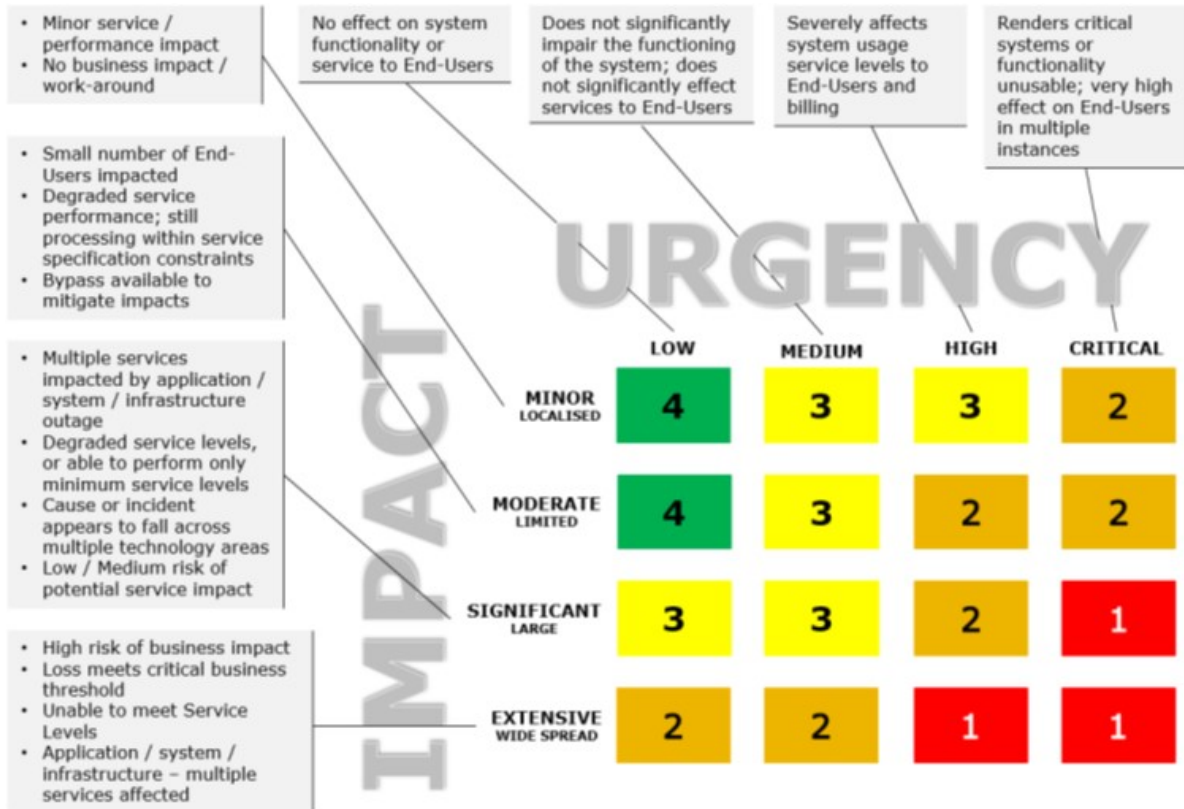 • Minor service /
performance impact
• No business impact /
work-around
No effect on system
functionality or
service to End-Users
Does not significantly
impair the functioning
of the system; does
not significantly effect
services to End-Users
Severely affects
system usage
service levels to
End-Users and
billing
Renders critical
systems or
functionality
unusable; very high
effect on End-Users
in multiple
instances
• Small number of End-
Users impacted
• Degraded service
performance; still
processing within service
specification constraints
• Bypass available to
mitigate impacts
• Multiple services
impacted by application /
system / infrastructure
outage
• Degraded service levels,
or able to perform only
minimum service levels
• Cause or incident
appears to fall across
multiple technology areas
• Low / Medium risk of
potential service impact
• High risk of business impact
• Loss meets critical business
threshold
• Unable to meet Service
Levels
• Application / system /
infrastructure – multiple
services affected
URGENCY
IMPACT
LOW MEDIUM HIGH CRITICAL
MINOR
LOCALISED
4 3 3 2
MODERATE
LIMITED
4 3 2 2
SIGNIFICANT
LARGE
3 3 2 1
EXTENSIVE
WIDE SPREAD
2 2 1 1